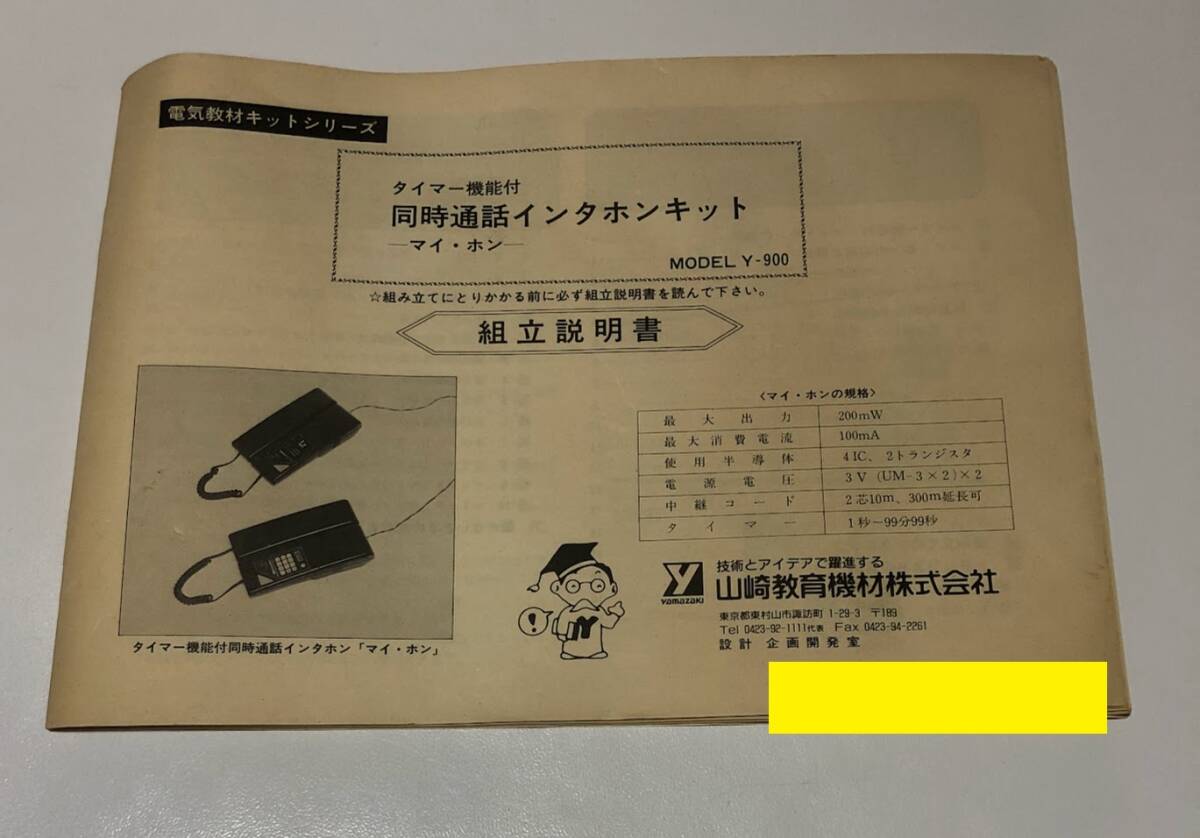 電気教材キットシリーズ
タイマー機能付
同時通話インタホンキット
―マイ・ホン―
MODEL Y-900
☆組み立てにとりかかる前に必ず組立説明書を読んで下さい。
組立説明書
〈マイ・ホンの規格〉
最大出力 200mW
最大消費電流 100mA
使用半導体 4IC、2トランジスタ
電源電圧 3V (UM-3×2)×2
中継コード 2芯10m、300m延長可
タイマー 1秒～99分99秒
タイマー機能付同時通話インタホン「マイ・ホン」
!
Y
Y
YAMAZAKI
技術とアイデアで躍進する
山崎教育機材株式会社
東京都東村山市諏訪町 1-29-3 〒189
Tel 0423-92-1111代表 Fax 0423-94-2261
設計 企画開発室